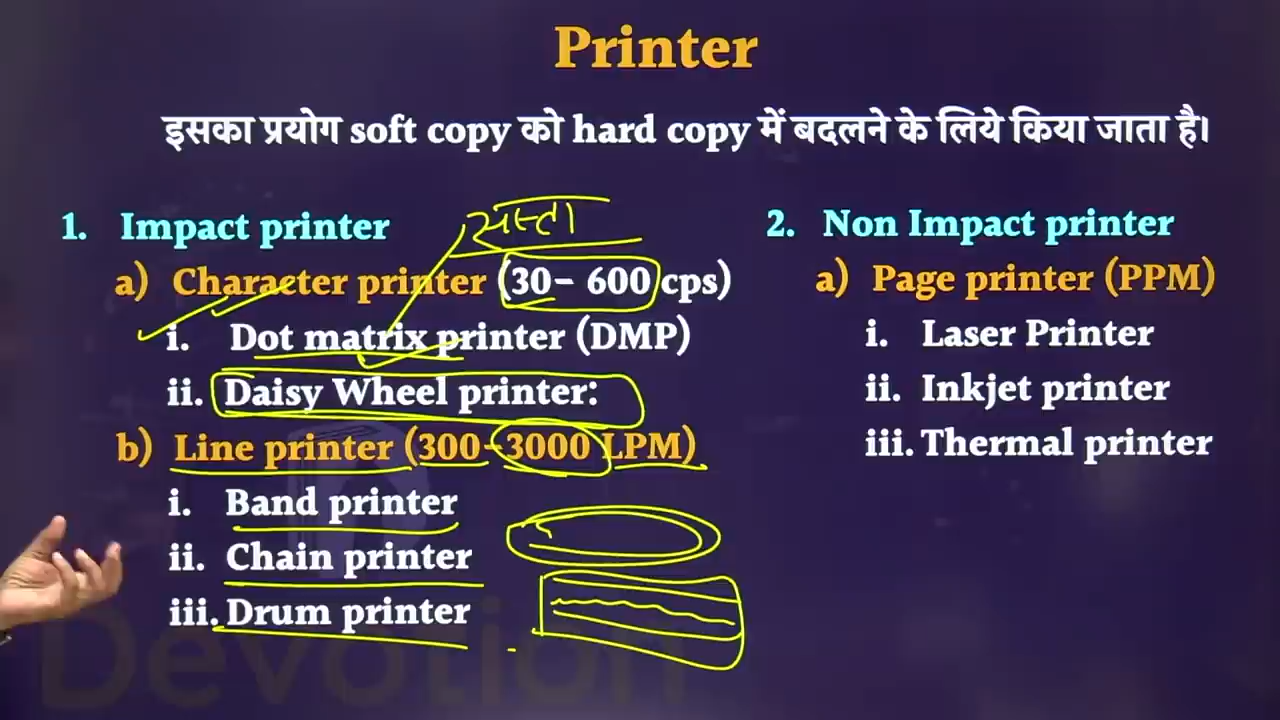 Printer
इसका प्रयोग soft copy को hard copy में बदलने के लिये किया जाता है।
1. Impact printer
सस्ता
a) Character printer (30– 600 cps)
i. Dot matrix printer (DMP)
ii. Daisy Wheel printer:
b) Line printer (300-3000 LPM)
i. Band printer
ii. Chain printer
iii. Drum printer
2. Non Impact printer
a) Page printer (PPM)
i. Laser Printer
ii. Inkjet printer
iii. Thermal printer
Devotion